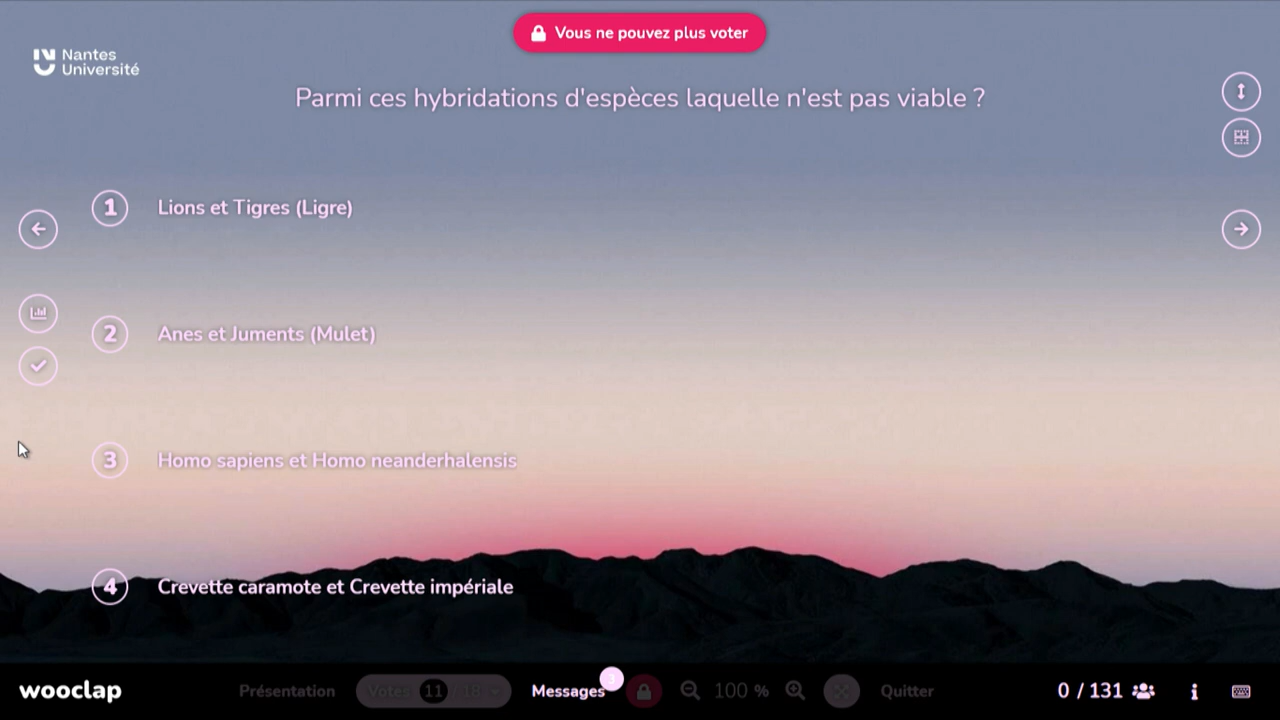 Vous ne pouvez plus voter
Nantes
Université
Parmi ces hybridations d'espèces laquelle n'est pas viable ?
1 Lions et Tigres (Ligre)
2 Anes et Juments (Mulet)
3 Homo sapiens et Homo neanderhalensis
4 Crevette caramote et Crevette impériale
wooclap Présentation Votes 11 / 18 Messages 3 100 % Quitter 0 / 131